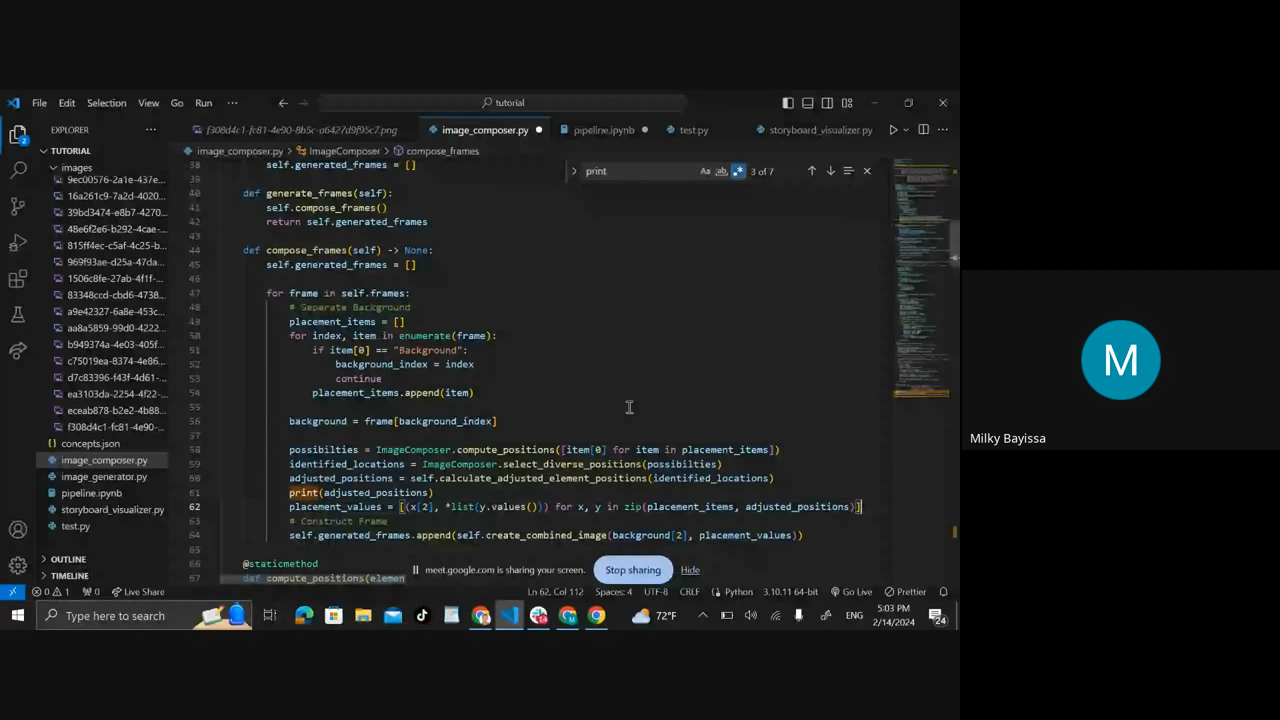 File Edit Selection View Go Run ··· tutorial
EXPLORER ··· f308d4c1-fc81-4e90-8b5c-a6427d9f95c7.png image_composer.py pipeline.ipynb test.py storyboard_visualizer.py ···
TUTORIAL
image_composer.py > ImageComposer > compose_frames
print Aa ab 3 of 7
images
9ec00576-2a1e-437e...
16a261c9-7a2d-4020...
39bd3474-e8b7-4270...
48e6f2e6-b292-4cae-...
815ff4ec-c5af-4c25-b...
969f93ae-d25a-47da...
1506c8fe-27ab-4f1f-...
83348ccd-cbd6-4738...
a9e42327-6a8e-453c...
aa8a5859-99d0-4222...
b949374a-4e03-405f...
c75019ea-8374-4e86...
d7c83396-f43f-4d61-...
ea3103da-2254-4f22-...
eceab878-b2e2-4b88...
f308d4c1-fc81-4e90-...
concepts.json
image_composer.py
image_generator.py
pipeline.ipynb
storyboard_visualizer.py
test.py
OUTLINE
TIMELINE
38 self.generated_frames = []
39
40 def generate_frames(self):
41 self.compose_frames()
42 return self.generated_frames
43
44 def compose_frames(self) -> None:
45 self.generated_frames = []
46
47 for frame in self.frames:
48 # Separate Background
49 placement_items = []
50 for index, item in enumerate(frame):
51 if item[0] == "Background":
52 background_index = index
53 continue
54 placement_items.append(item)
55
56 background = frame[background_index]
57
58 possibilties = ImageComposer.compute_positions([item[0] for item in placement_items])
59 identified_locations = ImageComposer.select_diverse_positions(possibilties)
60 adjusted_positions = self.calculate_adjusted_element_positions(identified_locations)
61 print(adjusted_positions)
62 placement_values = [(x[2], *list(y.values())) for x, y in zip(placement_items, adjusted_positions)]
63 # Construct Frame
64 self.generated_frames.append(self.create_combined_image(background[2], placement_values))
65
66 @staticmethod
67 def compute_positions(elemen
meet.google.com is sharing your screen. Stop sharing Hide
0 1 0 Live Share Ln 62, Col 112 Spaces: 4 UTF-8 CRLF Python 3.10.11 64-bit Go Live Prettier
Type here to search 72°F ENG 5:03 PM
2/14/2024 24
M
Milky Bayissa